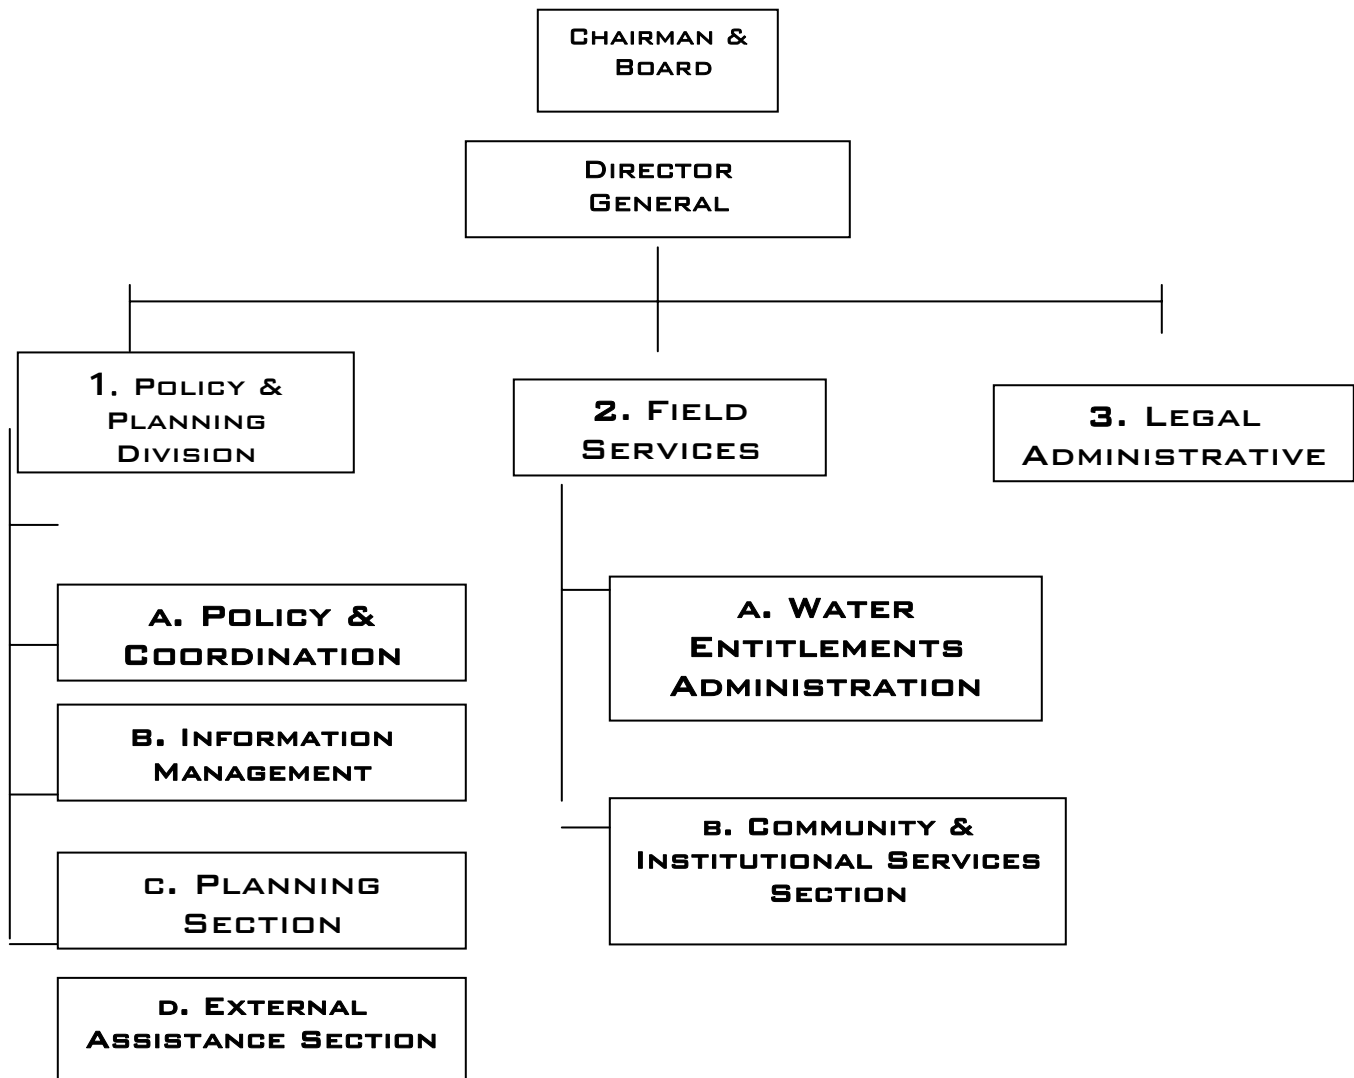 CHAIRMAN &
BOARD
DIRECTOR
GENERAL
1. POLICY &
PLANNING
DIVISION
2. FIELD
SERVICES
3. LEGAL
ADMINISTRATIVE
A. POLICY &
COORDINATION
B. INFORMATION
MANAGEMENT
C. PLANNING
SECTION
D. EXTERNAL
ASSISTANCE SECTION
A. WATER
ENTITLEMENTS
ADMINISTRATION
B. COMMUNITY &
INSTITUTIONAL SERVICES
SECTION